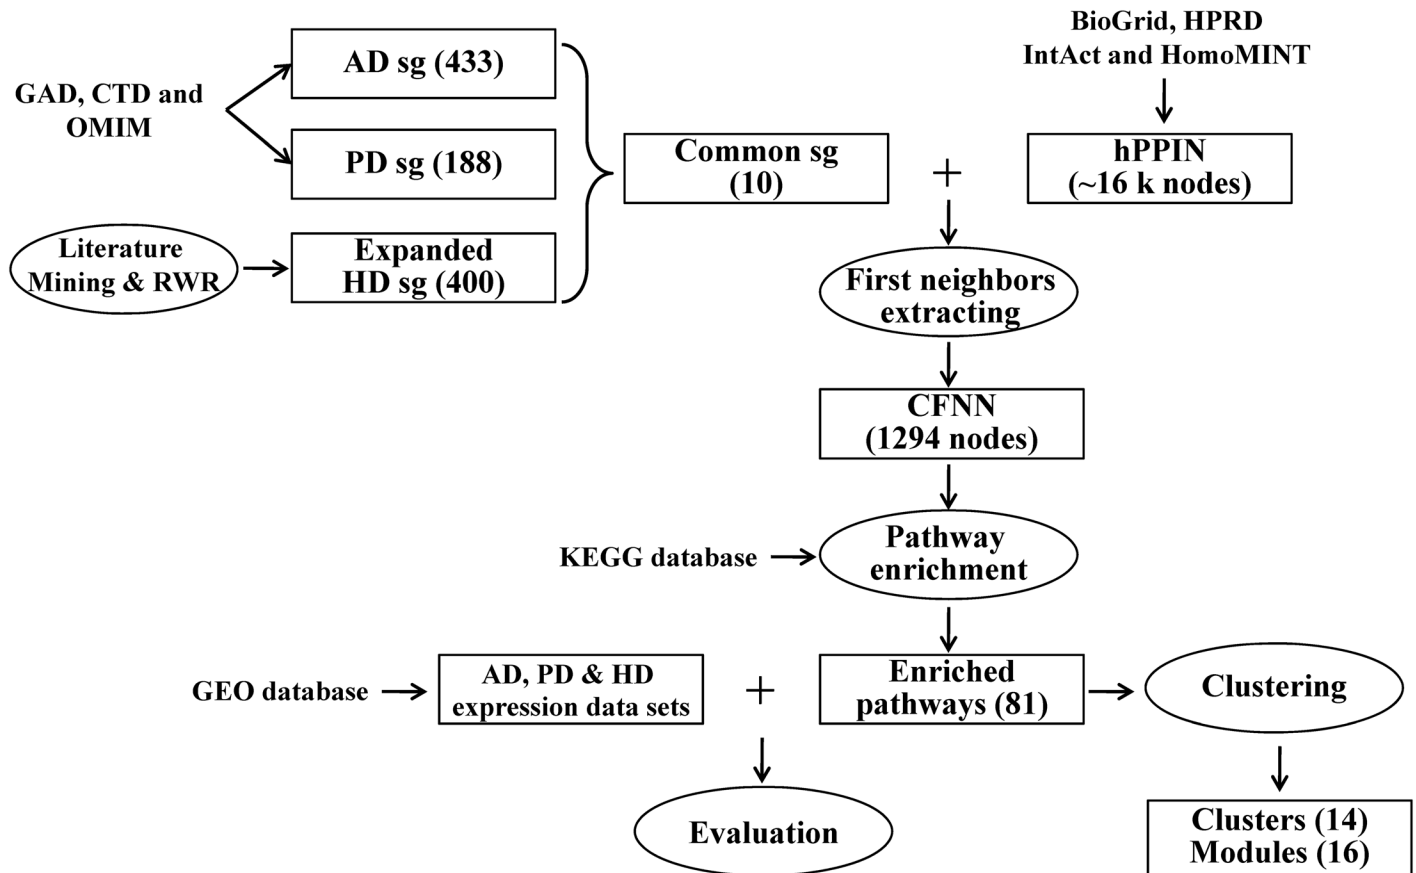 BioGrid, HPRD
IntAct and HomoMINT
AD sg (433)
GAD, CTD and
OMIM
PD sg (188)
Common sg
(10)
+
hPPIN
(~16 k nodes)
Literature
Mining & RWR
Expanded
HD sg (400)
First neighbors
extracting
CFNN
(1294 nodes)
KEGG database
Pathway
enrichment
GEO database
AD, PD & HD
expression data sets
+
Enriched
pathways (81)
Clustering
Evaluation
Clusters (14)
Modules (16)